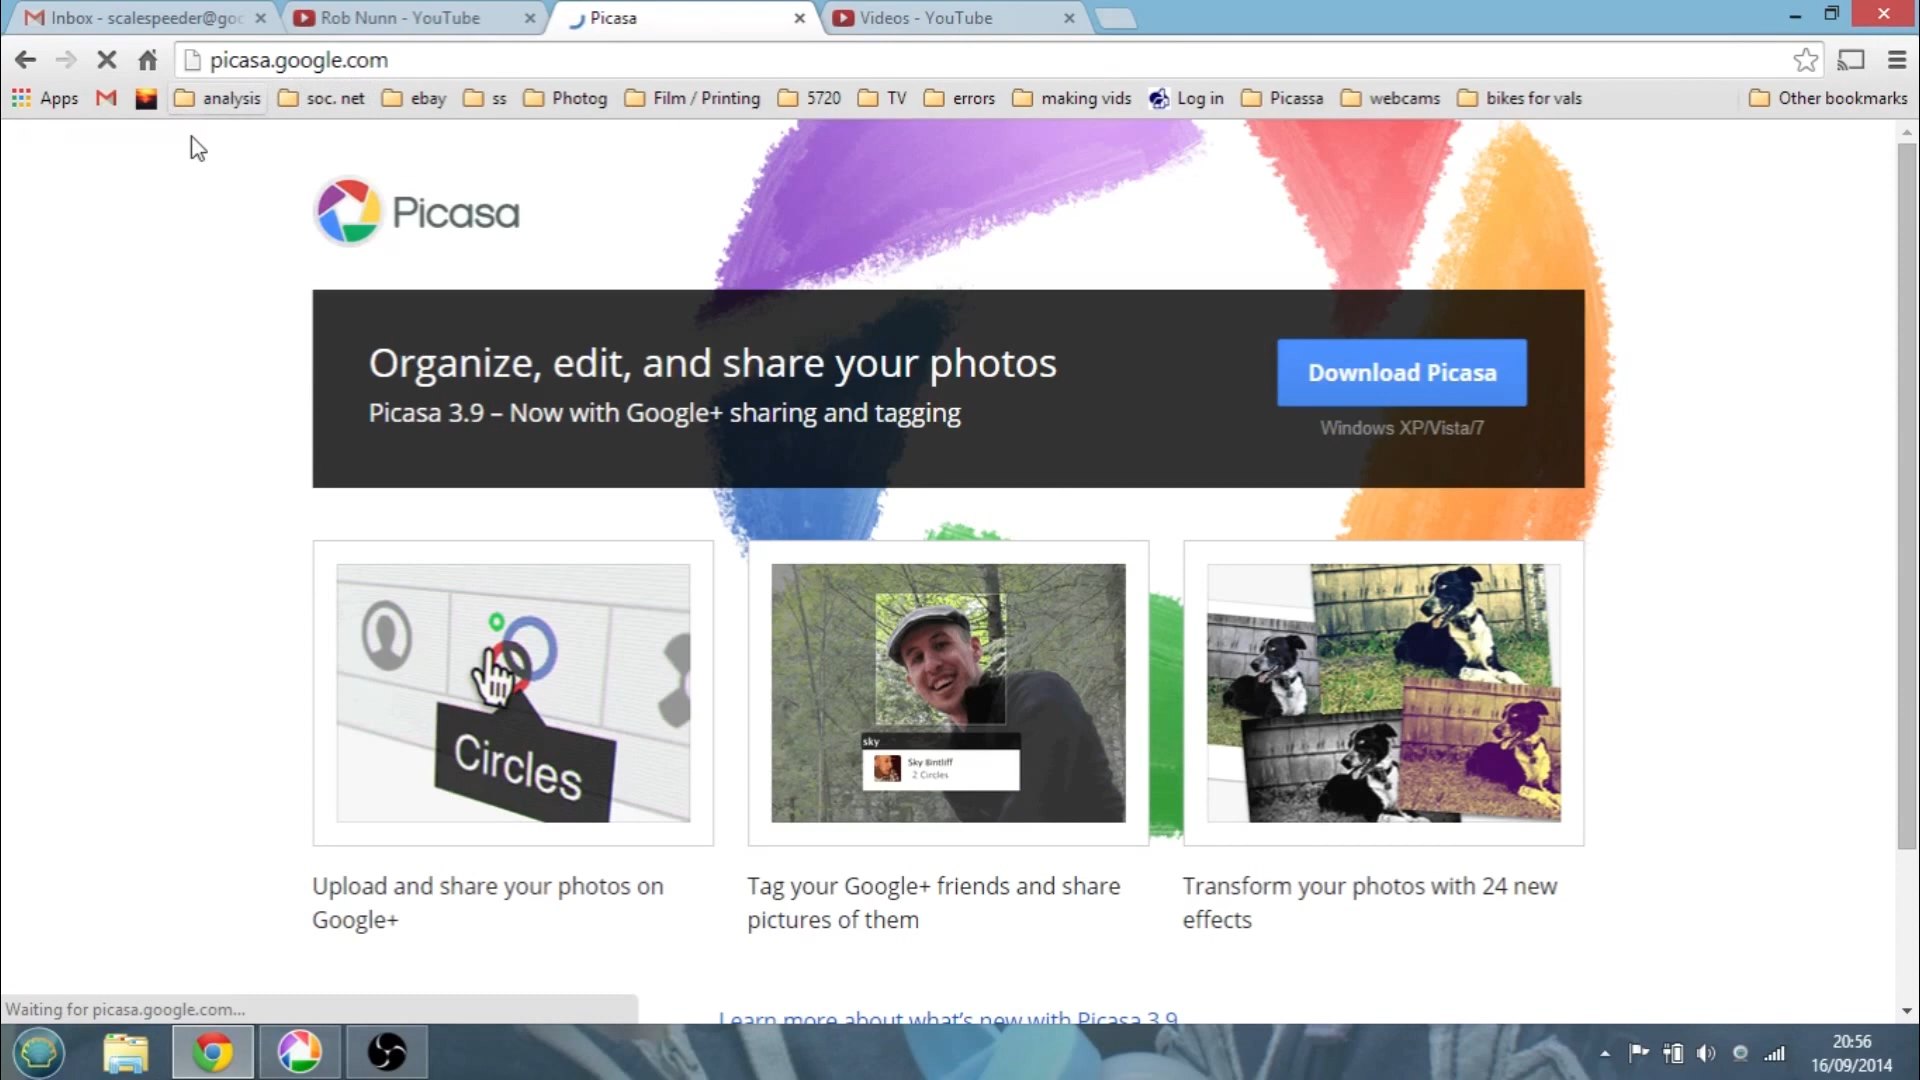 Inbox - scalespeeder@goo
Rob Nunn - YouTube
Picasa
Videos - YouTube
picasa.google.com
Apps
analysis
soc. net
ebay
ss
Photog
Film / Printing
5720
TV
errors
making vids
Log in
Picassa
webcams
bikes for vals
Other bookmarks
Picasa
Organize, edit, and share your photos
Picasa 3.9 – Now with Google+ sharing and tagging
Download Picasa
Windows XP/Vista/7
Circles
sky
Sky Bintliff
2 Circles
Upload and share your photos on
Google+
Tag your Google+ friends and share
pictures of them
Transform your photos with 24 new
effects
Learn more about what's new with Picasa 3.9
Waiting for picasa.google.com...
20:56
16/09/2014